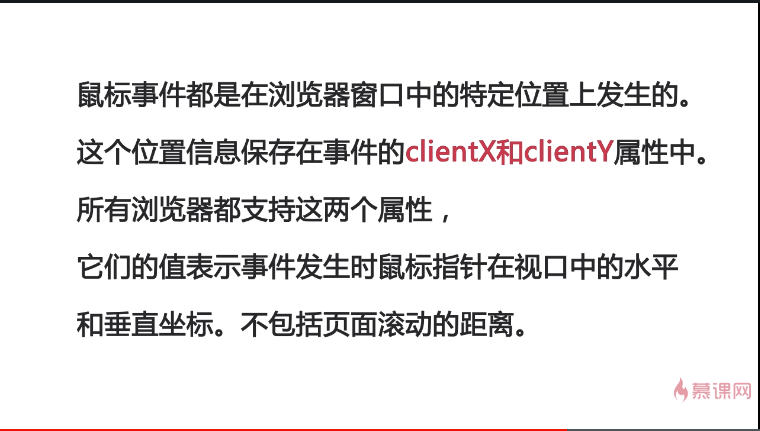 鼠标事件都是在浏览器窗口中的特定位置上发生的。
这个位置信息保存在事件的clientX和clientY属性中。
所有浏览器都支持这两个属性，
它们的值表示事件发生时鼠标指针在视口中的水平
和垂直坐标。不包括页面滚动的距离。
慕课网